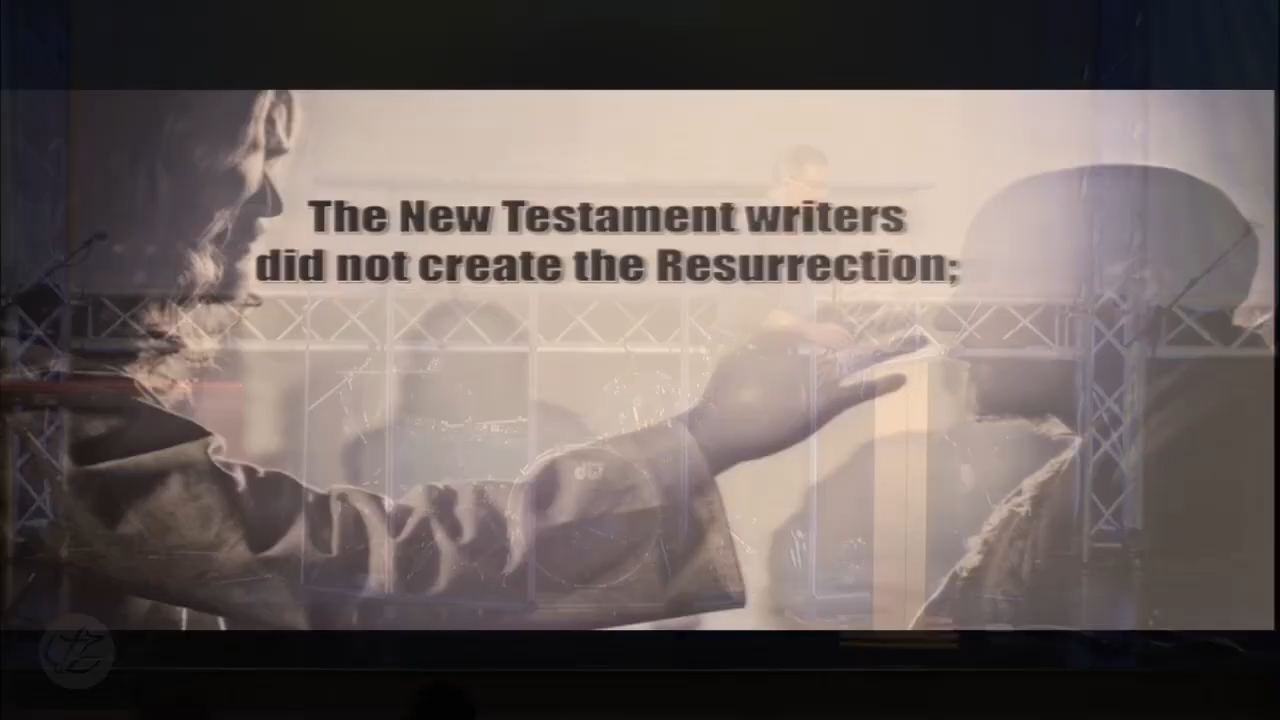 The New Testament writers
did not create the Resurrection;